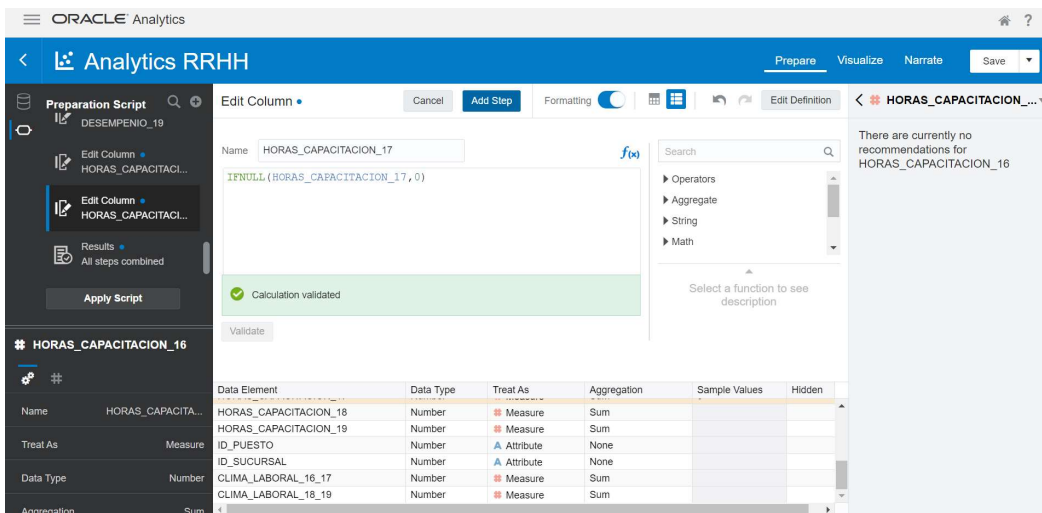 ORACLE Analytics
?
Analytics RRHH
Prepare Visualize Narrate Save
Preparation Script
DESEMPENIO_19
Edit Column
HORAS_CAPACITACI...
Edit Column
HORAS_CAPACITACI...
Results
All steps combined
Apply Script
HORAS_CAPACITACION_16
Name HORAS_CAPACITA...
Treat As Measure
Data Type Number
Aggregation Sum
Edit Column Cancel Add Step Formatting Edit Definition
Name HORAS_CAPACITACION_17 f(x)
IFNULL(HORAS_CAPACITACION_17,0)
Calculation validated
Validate
Search
Operators
Aggregate
String
Math
Select a function to see
description
Data Element Data Type Treat As Aggregation Sample Values Hidden
HORAS_CAPACITACION_18 Number Measure Sum
HORAS_CAPACITACION_19 Number Measure Sum
ID_PUESTO Number A Attribute None
ID_SUCURSAL Number A Attribute None
CLIMA_LABORAL_16_17 Number Measure Sum
CLIMA_LABORAL_18_19 Number Measure Sum
HORAS_CAPACITACION_...
There are currently no
recommendations for
HORAS_CAPACITACION_16